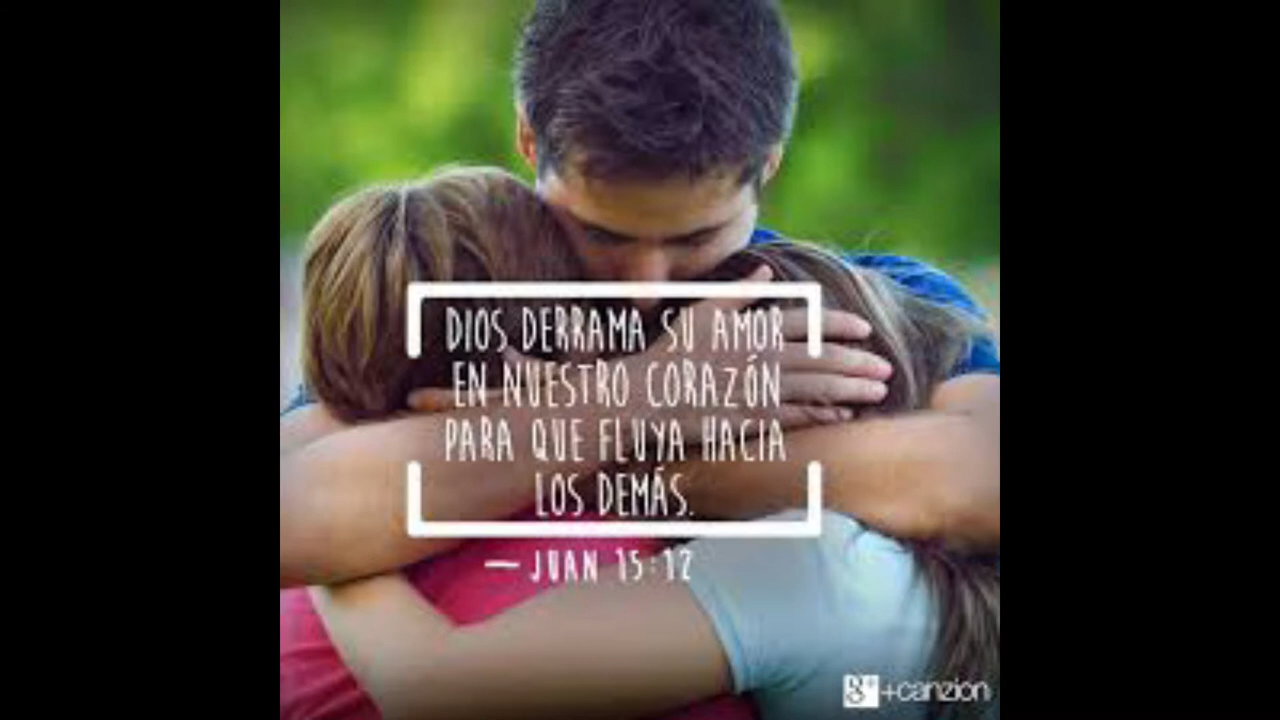 DIOS DERRAMA SU AMOR
EN NUESTRO CORAZÓN
PARA QUE FLUYA HACIA
LOS DEMÁS.
— JUAN 15:12
g+ +canzion